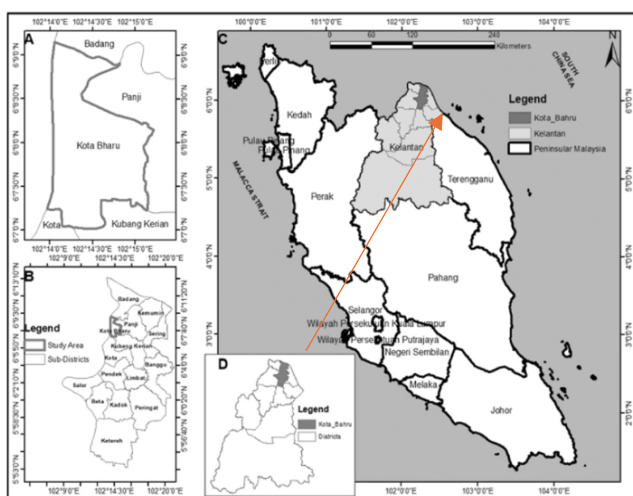 A
Badang
Panji
Kota Bharu
Kota
Kubang Kerian
102°14'0"E 102°14'30"E 102°15'0"E
B
Badang
Kemumin
Panji
Kota Bharu
Sering
Kubang Kerian
Kota
Banggu
Pendek
Limbat
Salor
Beta
Kadok
Peringat
Ketereh
Legend
Study Area
Sub-Districts
102°9'0"E 102°14'30"E 102°20'0"E
C
100°0'0"E 101°0'0"E 102°0'0"E 103°0'0"E 104°0'0"E
0 60 120 240
Kilometers
N
SOUTH
CHINA SEA
Legend
Kota_Bahru
Kelantan
Peninsular Malaysia
Kedah
Pulau Pinang
Pulau Pinang
Kelantan
Terengganu
MALACCA STRAIT
Perak
Pahang
Selangor
Wilayah Persekutuan Kuala Lumpur
Wilayah Persekutuan Putrajaya
Negeri Sembilan
Melaka
Johor
6°0'0"N
5°0'0"N
4°0'0"N
3°0'0"N
102°0'0"E 103°0'0"E 104°0'0"E
D
Legend
Kota_Bahru
Districts